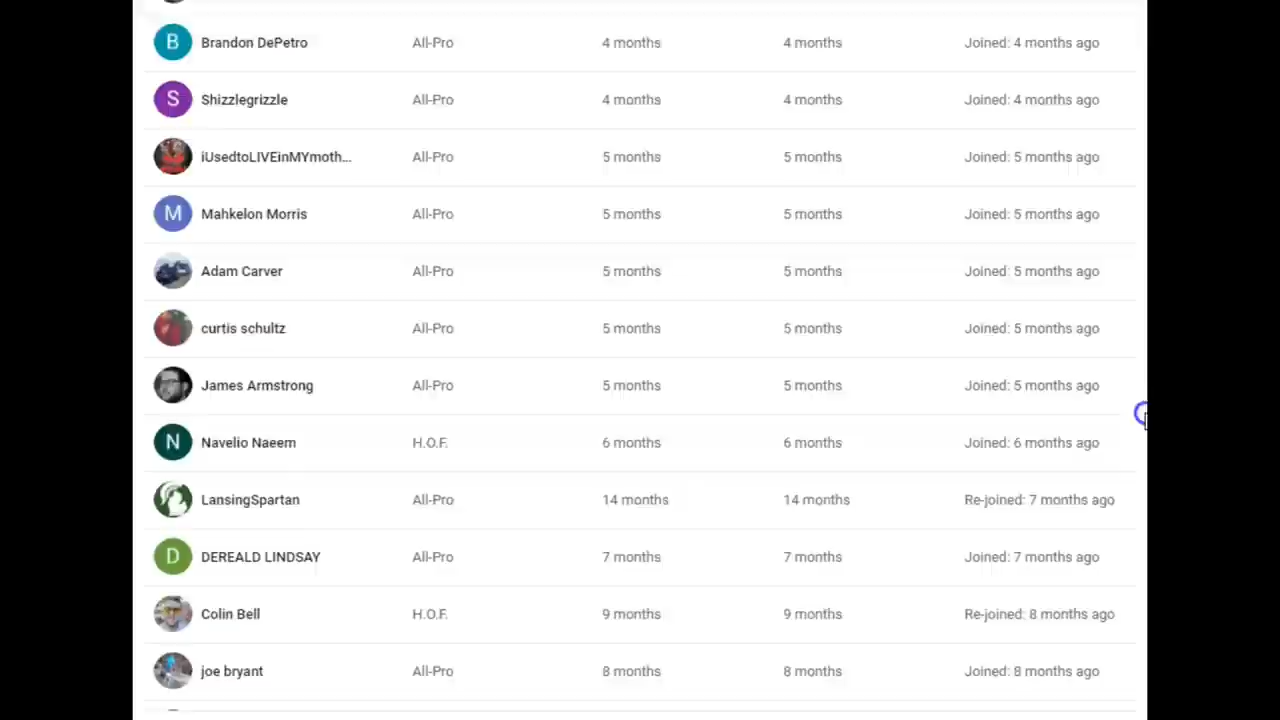 B Brandon DePetro All-Pro 4 months 4 months Joined: 4 months ago
S Shizzlegrizzle All-Pro 4 months 4 months Joined: 4 months ago
iUsedtoLIVEinMYmoth... All-Pro 5 months 5 months Joined: 5 months ago
M Mahkelon Morris All-Pro 5 months 5 months Joined: 5 months ago
Adam Carver All-Pro 5 months 5 months Joined: 5 months ago
curtis schultz All-Pro 5 months 5 months Joined: 5 months ago
James Armstrong All-Pro 5 months 5 months Joined: 5 months ago
N Navelio Naeem H.O.F. 6 months 6 months Joined: 6 months ago
LansingSpartan All-Pro 14 months 14 months Re-joined: 7 months ago
D DEREALD LINDSAY All-Pro 7 months 7 months Joined: 7 months ago
Colin Bell H.O.F. 9 months 9 months Re-joined: 8 months ago
joe bryant All-Pro 8 months 8 months Joined: 8 months ago